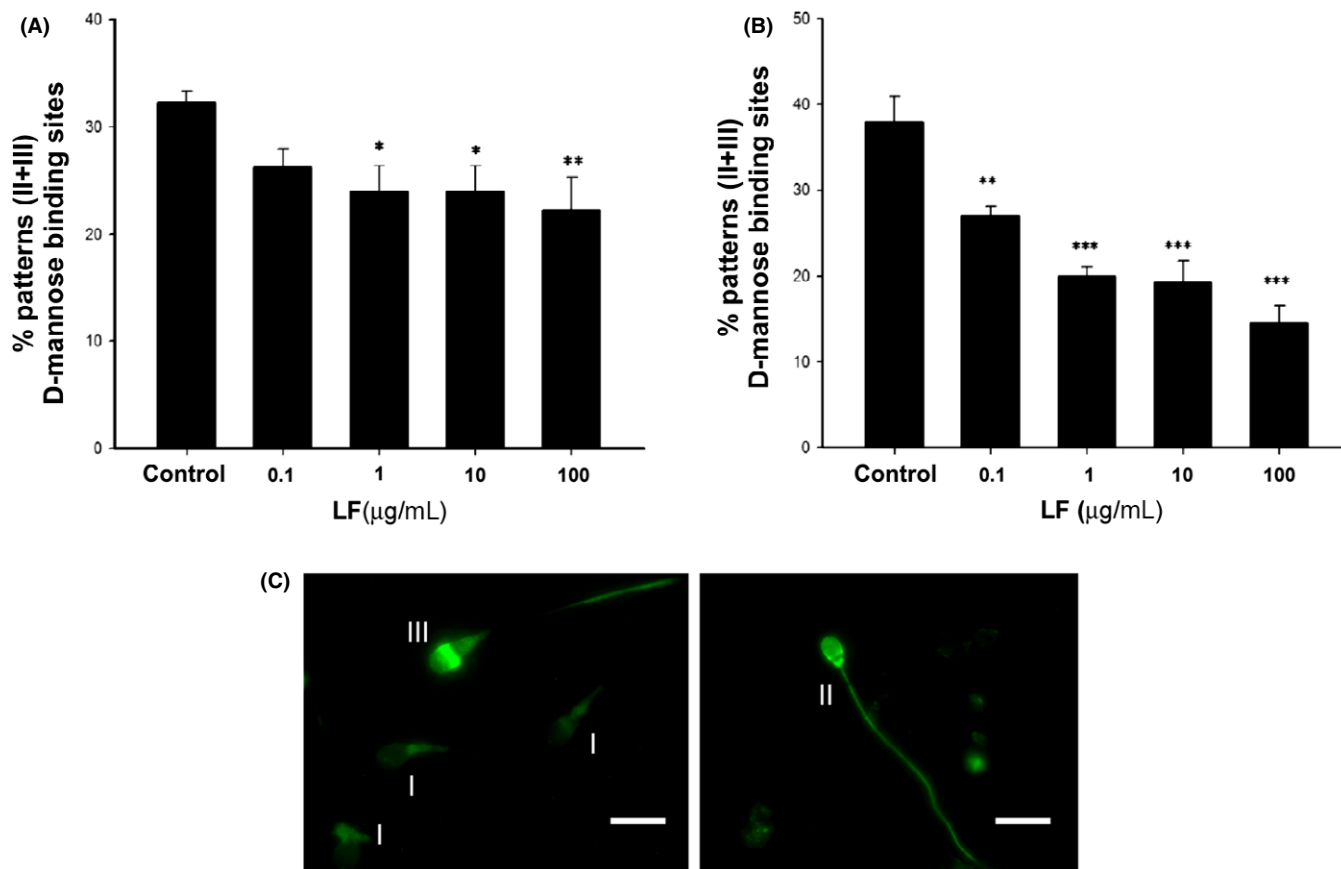 (A)
% patterns (II+III)
D-mannose binding sites
40
30
20
10
0
*
*
**
Control
0.1
1
10
100
LF(μg/mL)
(B)
% patterns (II+III)
D-mannose binding sites
50
40
30
20
10
0
**
***
***
***
Control
0.1
1
10
100
LF (μg/mL)
(C)
III
I
I
I
II